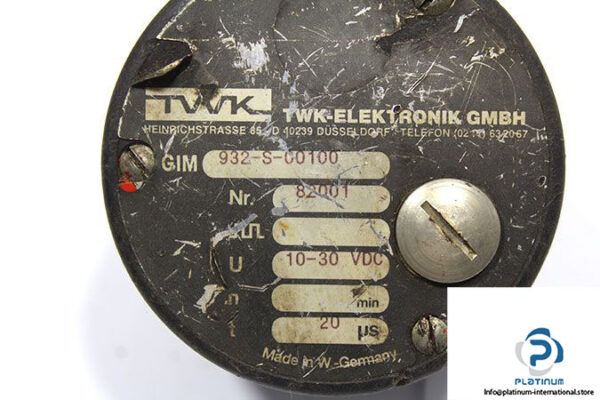 TWK
TWK-ELEKTRONIK GMBH
HEINRICHSTRASSE 85 D 40239 DÜSSELDORF TELEFON (0211) 632067
GIM 932-S-C0100
Nr. 82001
U 10-30 VDC
n min
t 20 µs
Made in W-Germany
PLATINUM
info@platinum-international.store